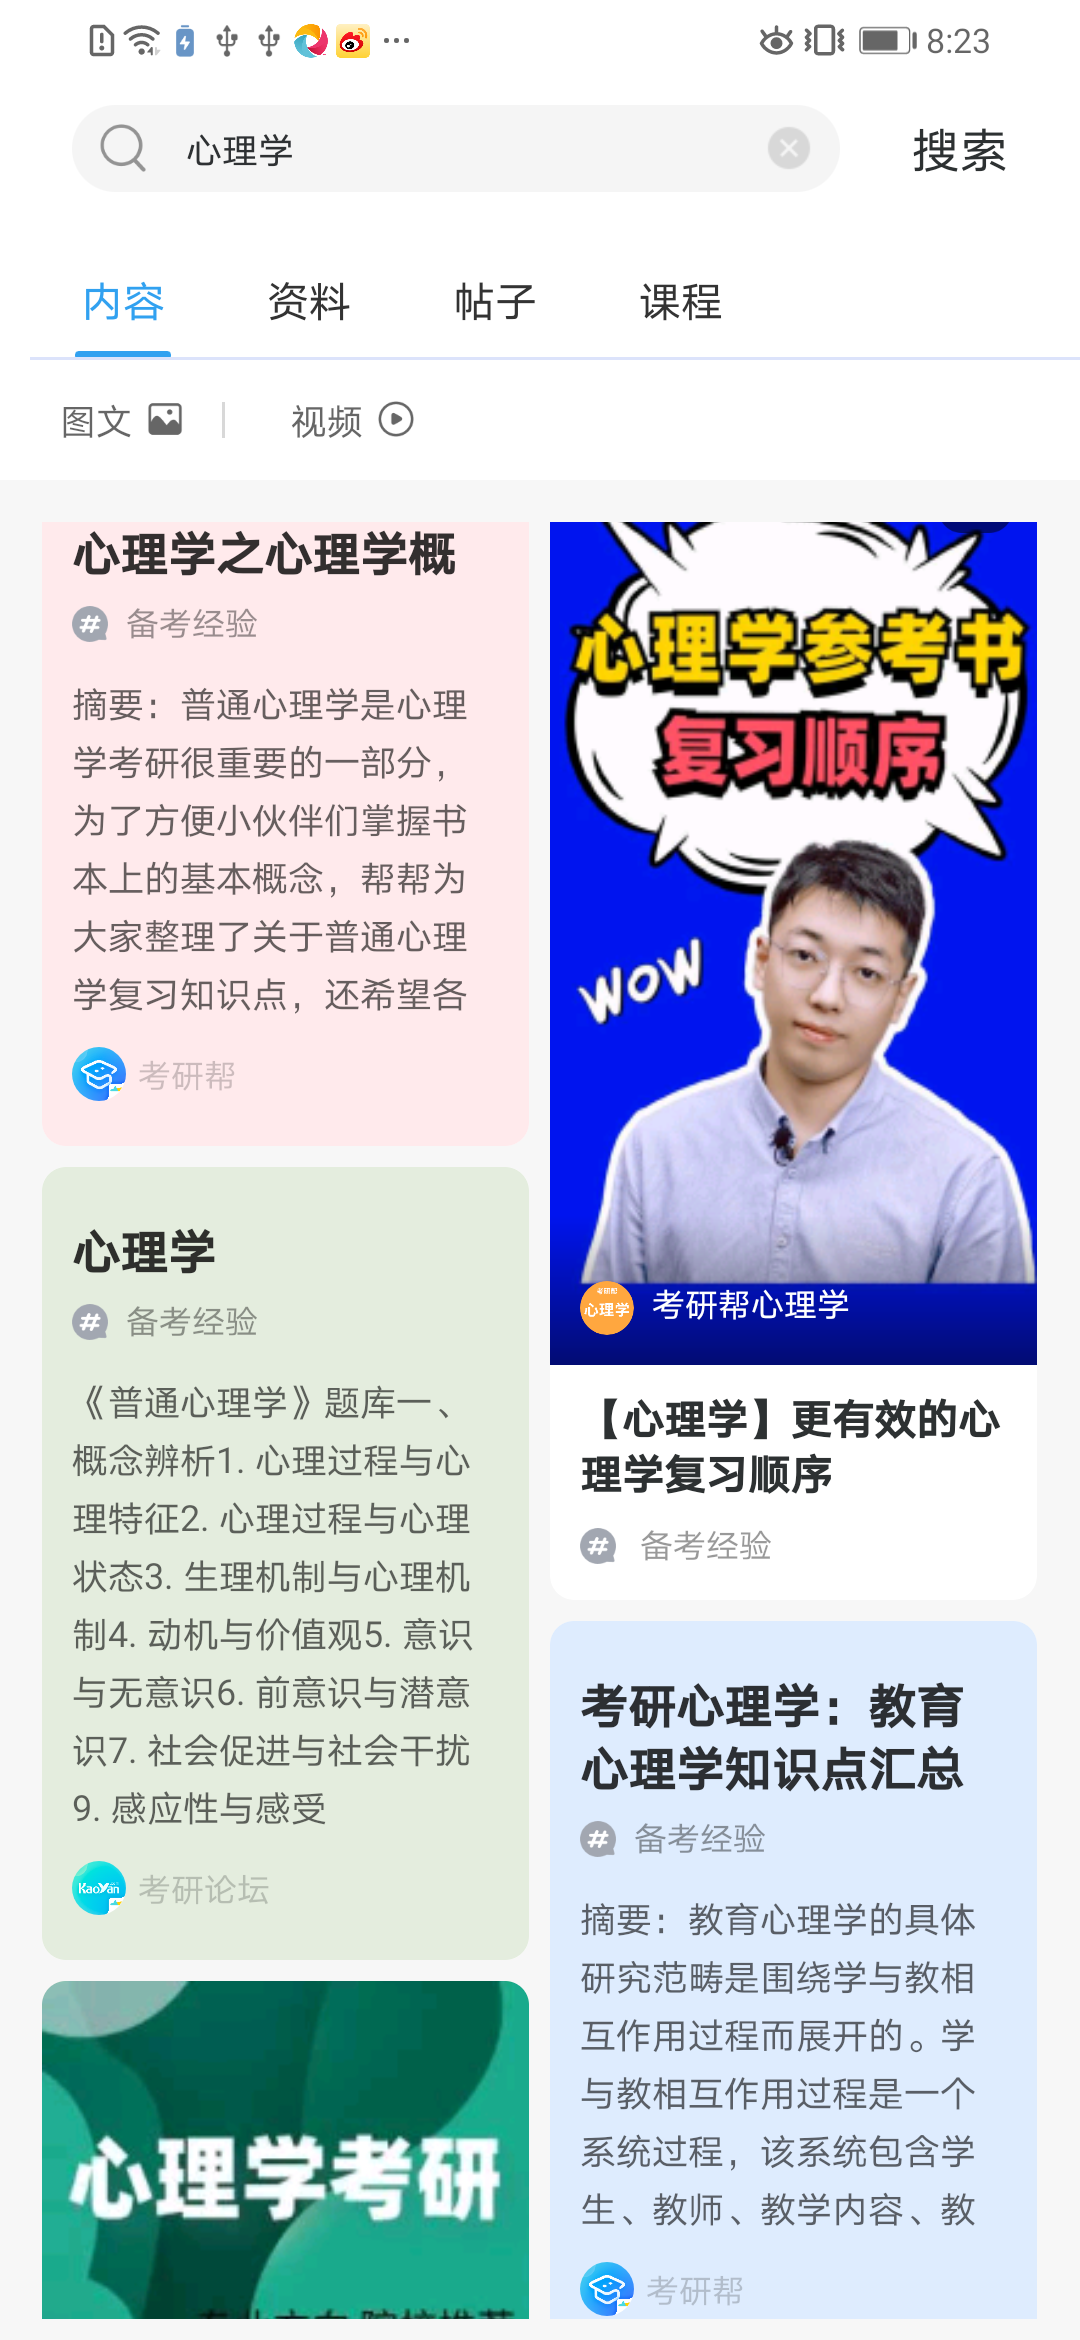 8:23
心理学
搜索
内容 资料 帖子 课程
图文 视频
心理学之心理学概
备考经验
摘要：普通心理学是心理
学考研很重要的一部分，
为了方便小伙伴们掌握书
本上的基本概念，帮帮为
大家整理了关于普通心理
学复习知识点，还希望各
考研帮
心理学
备考经验
《普通心理学》题库一、
概念辨析1. 心理过程与心
理特征2. 心理过程与心理
状态3. 生理机制与心理机
制4. 动机与价值观5. 意识
与无意识6. 前意识与潜意
识7. 社会促进与社会干扰
9. 感应性与感受
KaoYan
考研论坛
心理学考研
心理学参考书
复习顺序
WOW
考研帮
心理学
考研帮心理学
【心理学】更有效的心
理学复习顺序
备考经验
考研心理学：教育
心理学知识点汇总
备考经验
摘要：教育心理学的具体
研究范畴是围绕学与教相
互作用过程而展开的。学
与教相互作用过程是一个
系统过程，该系统包含学
生、教师、教学内容、教
考研帮